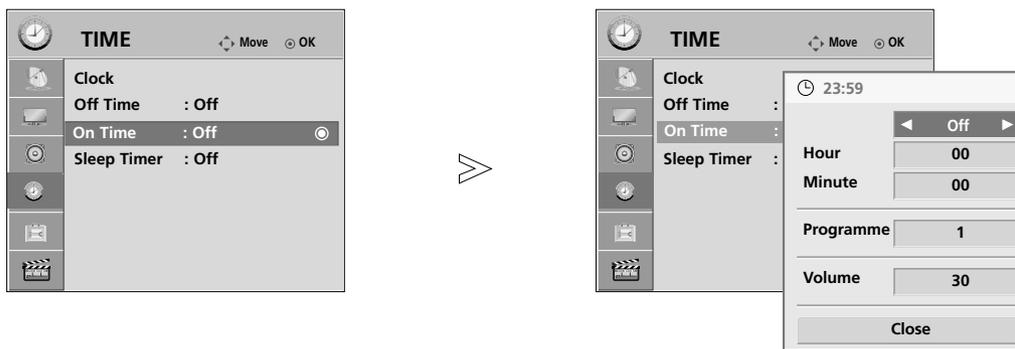 TIME
Move
OK
Clock
Off Time : Off
On Time : Off
Sleep Timer : Off
TIME
Move
OK
Clock
Off Time :
On Time :
Sleep Timer :
23:59
Off
Hour 00
Minute 00
Programme 1
Volume 30
Close